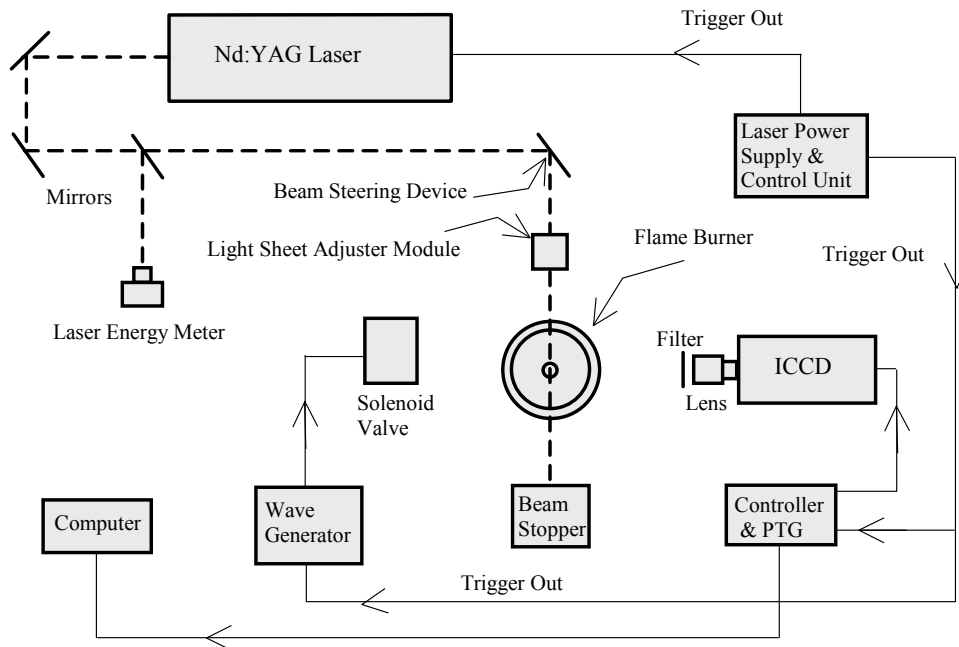 Trigger Out
Nd:YAG Laser
Laser Power
Supply &
Control Unit
Mirrors
Beam Steering Device
Light Sheet Adjuster Module
Flame Burner
Trigger Out
Laser Energy Meter
Filter
ICCD
Lens
Solenoid
Valve
Computer
Wave
Generator
Beam
Stopper
Controller
& PTG
Trigger Out